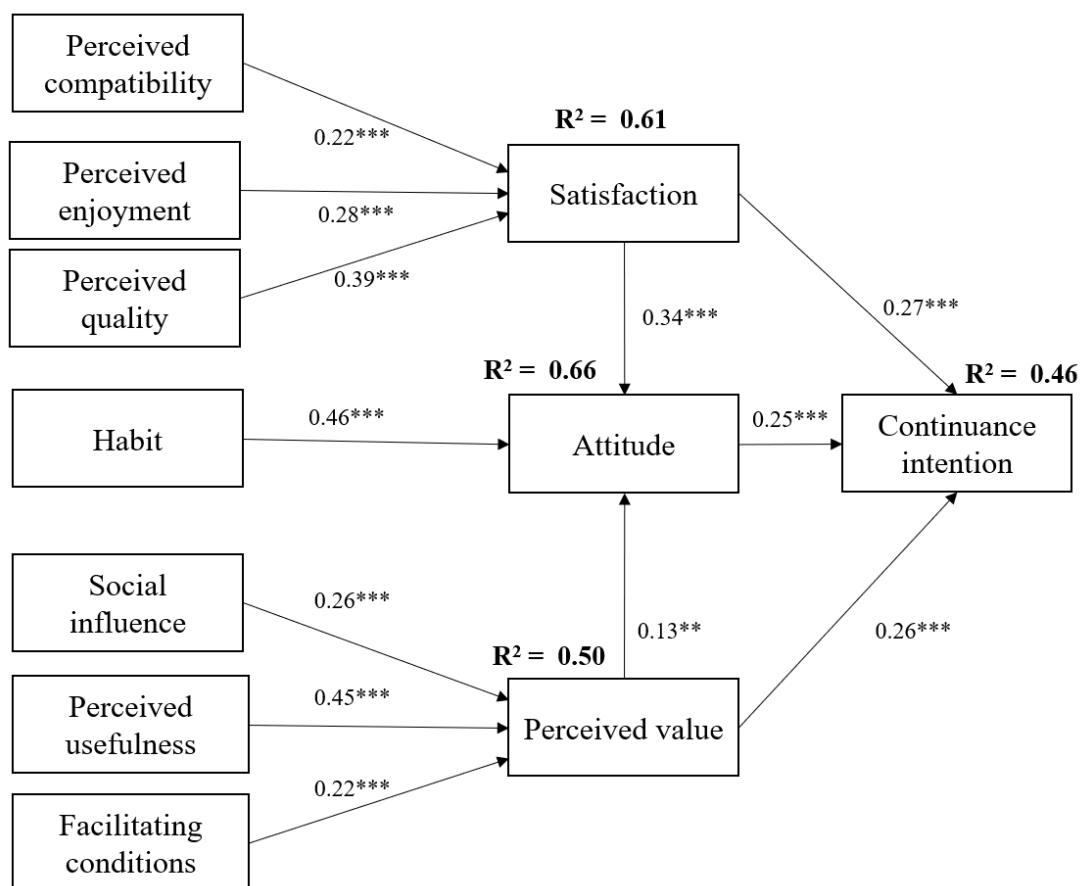 Perceived
compatibility
0.22***
R² = 0.61
Perceived
enjoyment
0.28***
Satisfaction
Perceived
quality
0.39***
0.34***
0.27***
R² = 0.66
R² = 0.46
Habit
0.46***
Attitude
0.25***
Continuance
intention
Social
influence
0.26***
0.13**
0.26***
R² = 0.50
Perceived
usefulness
0.45***
Perceived value
Facilitating
conditions
0.22***